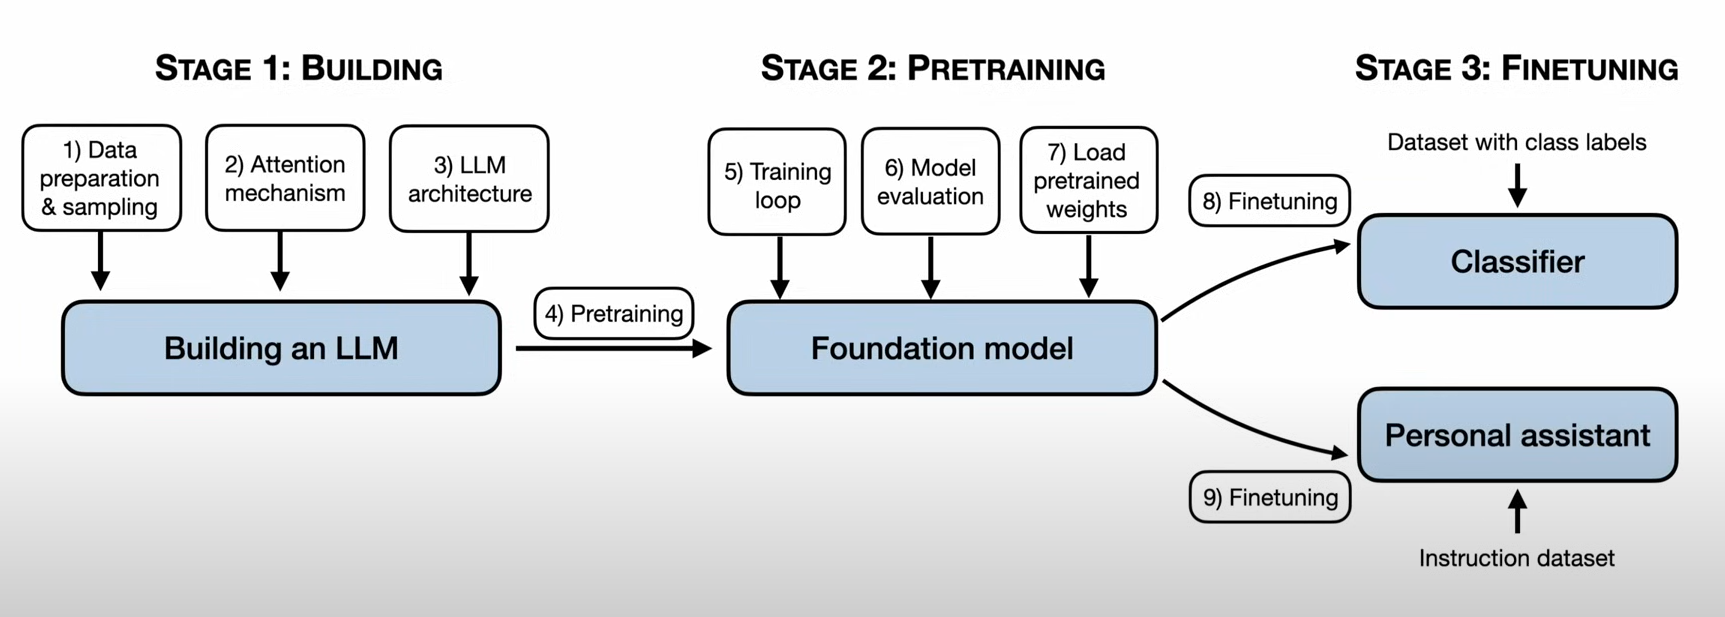 STAGE 1: BUILDING
1) Data
preparation
& sampling
2) Attention
mechanism
3) LLM
architecture
Building an LLM
4) Pretraining
STAGE 2: PRETRAINING
5) Training
loop
6) Model
evaluation
7) Load
pretrained
weights
Foundation model
STAGE 3: FINETUNING
8) Finetuning
Dataset with class labels
Classifier
9) Finetuning
Personal assistant
Instruction dataset